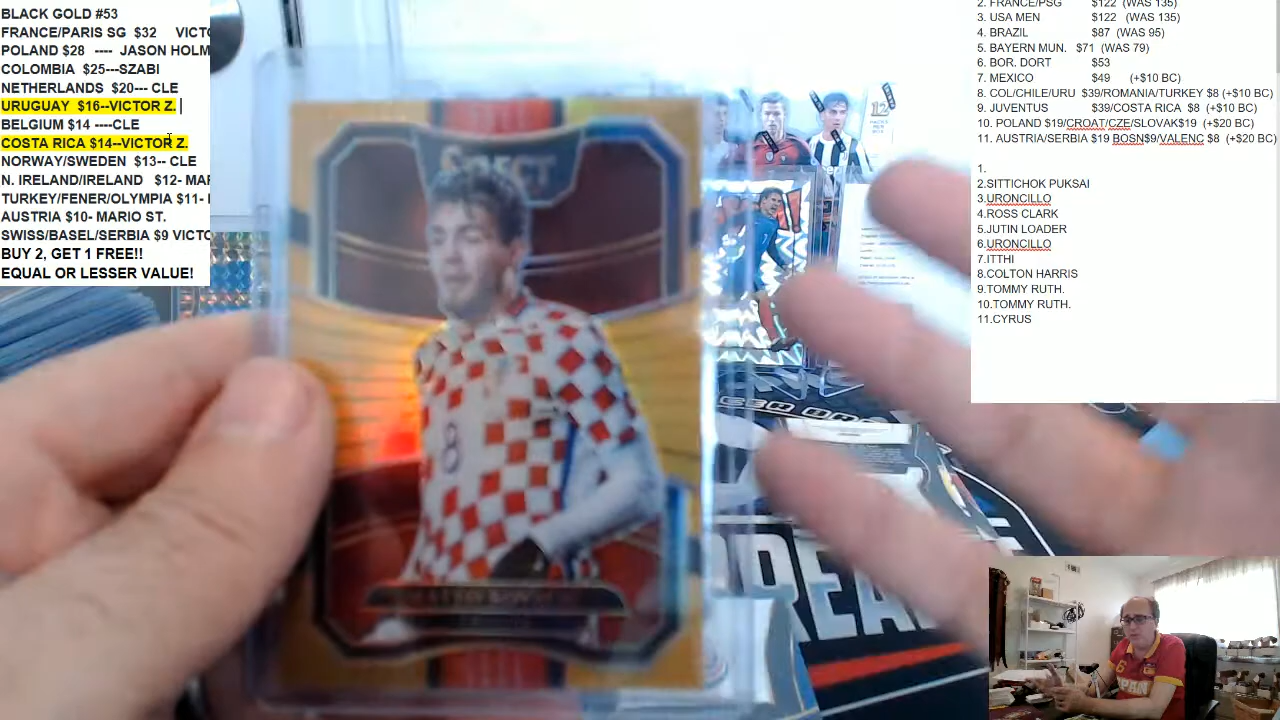 BLACK GOLD #53
FRANCE/PARIS SG $32 VICTO
POLAND $28 ---- JASON HOLM
COLOMBIA $25---SZABI
NETHERLANDS $20--- CLE
URUGUAY $16--VICTOR Z.
BELGIUM $14 ----CLE
COSTA RICA $14--VICTOR Z.
NORWAY/SWEDEN $13-- CLE
N. IRELAND/IRELAND $12- MAR
TURKEY/FENER/OLYMPIA $11-
AUSTRIA $10- MARIO ST.
SWISS/BASEL/SERBIA $9 VICTO
BUY 2, GET 1 FREE!!
EQUAL OR LESSER VALUE!
2. FRANCE/PSG $122 (WAS 135)
3. USA MEN $122 (WAS 135)
4. BRAZIL $87 (WAS 95)
5. BAYERN MUN. $71 (WAS 79)
6. BOR. DORT $53
7. MEXICO $49 (+$10 BC)
8. COL/CHILE/URU $39/ROMANIA/TURKEY $8 (+$10 BC)
9. JUVENTUS $39/COSTA RICA $8 (+$10 BC)
10. POLAND $19/CROAT/CZE/SLOVAK$19 (+$20 BC)
11. AUSTRIA/SERBIA $19 BOSN$9/VALENC $8 (+$20 BC)
1.
2.SITTICHOK PUKSAI
3.URONCILLO
4.ROSS CLARK
5.JUTIN LOADER
6.URONCILLO
7.ITTHI
8.COLTON HARRIS
9.TOMMY RUTH.
10.TOMMY RUTH.
11.CYRUS
SELECT
8
12
6